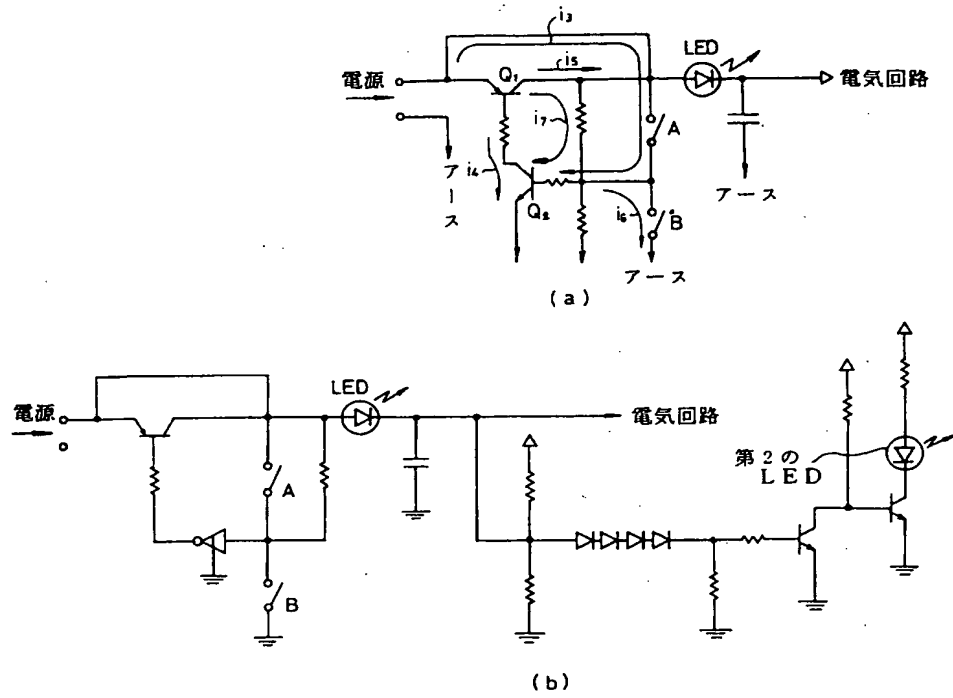 i₃
LED
電源
Q₁
i₅
電気回路
i₇
A
i₄
アース
アース
Q₂
i₆
B
アース
(a)
LED
電源
電気回路
第2の
LED
A
B
(b)